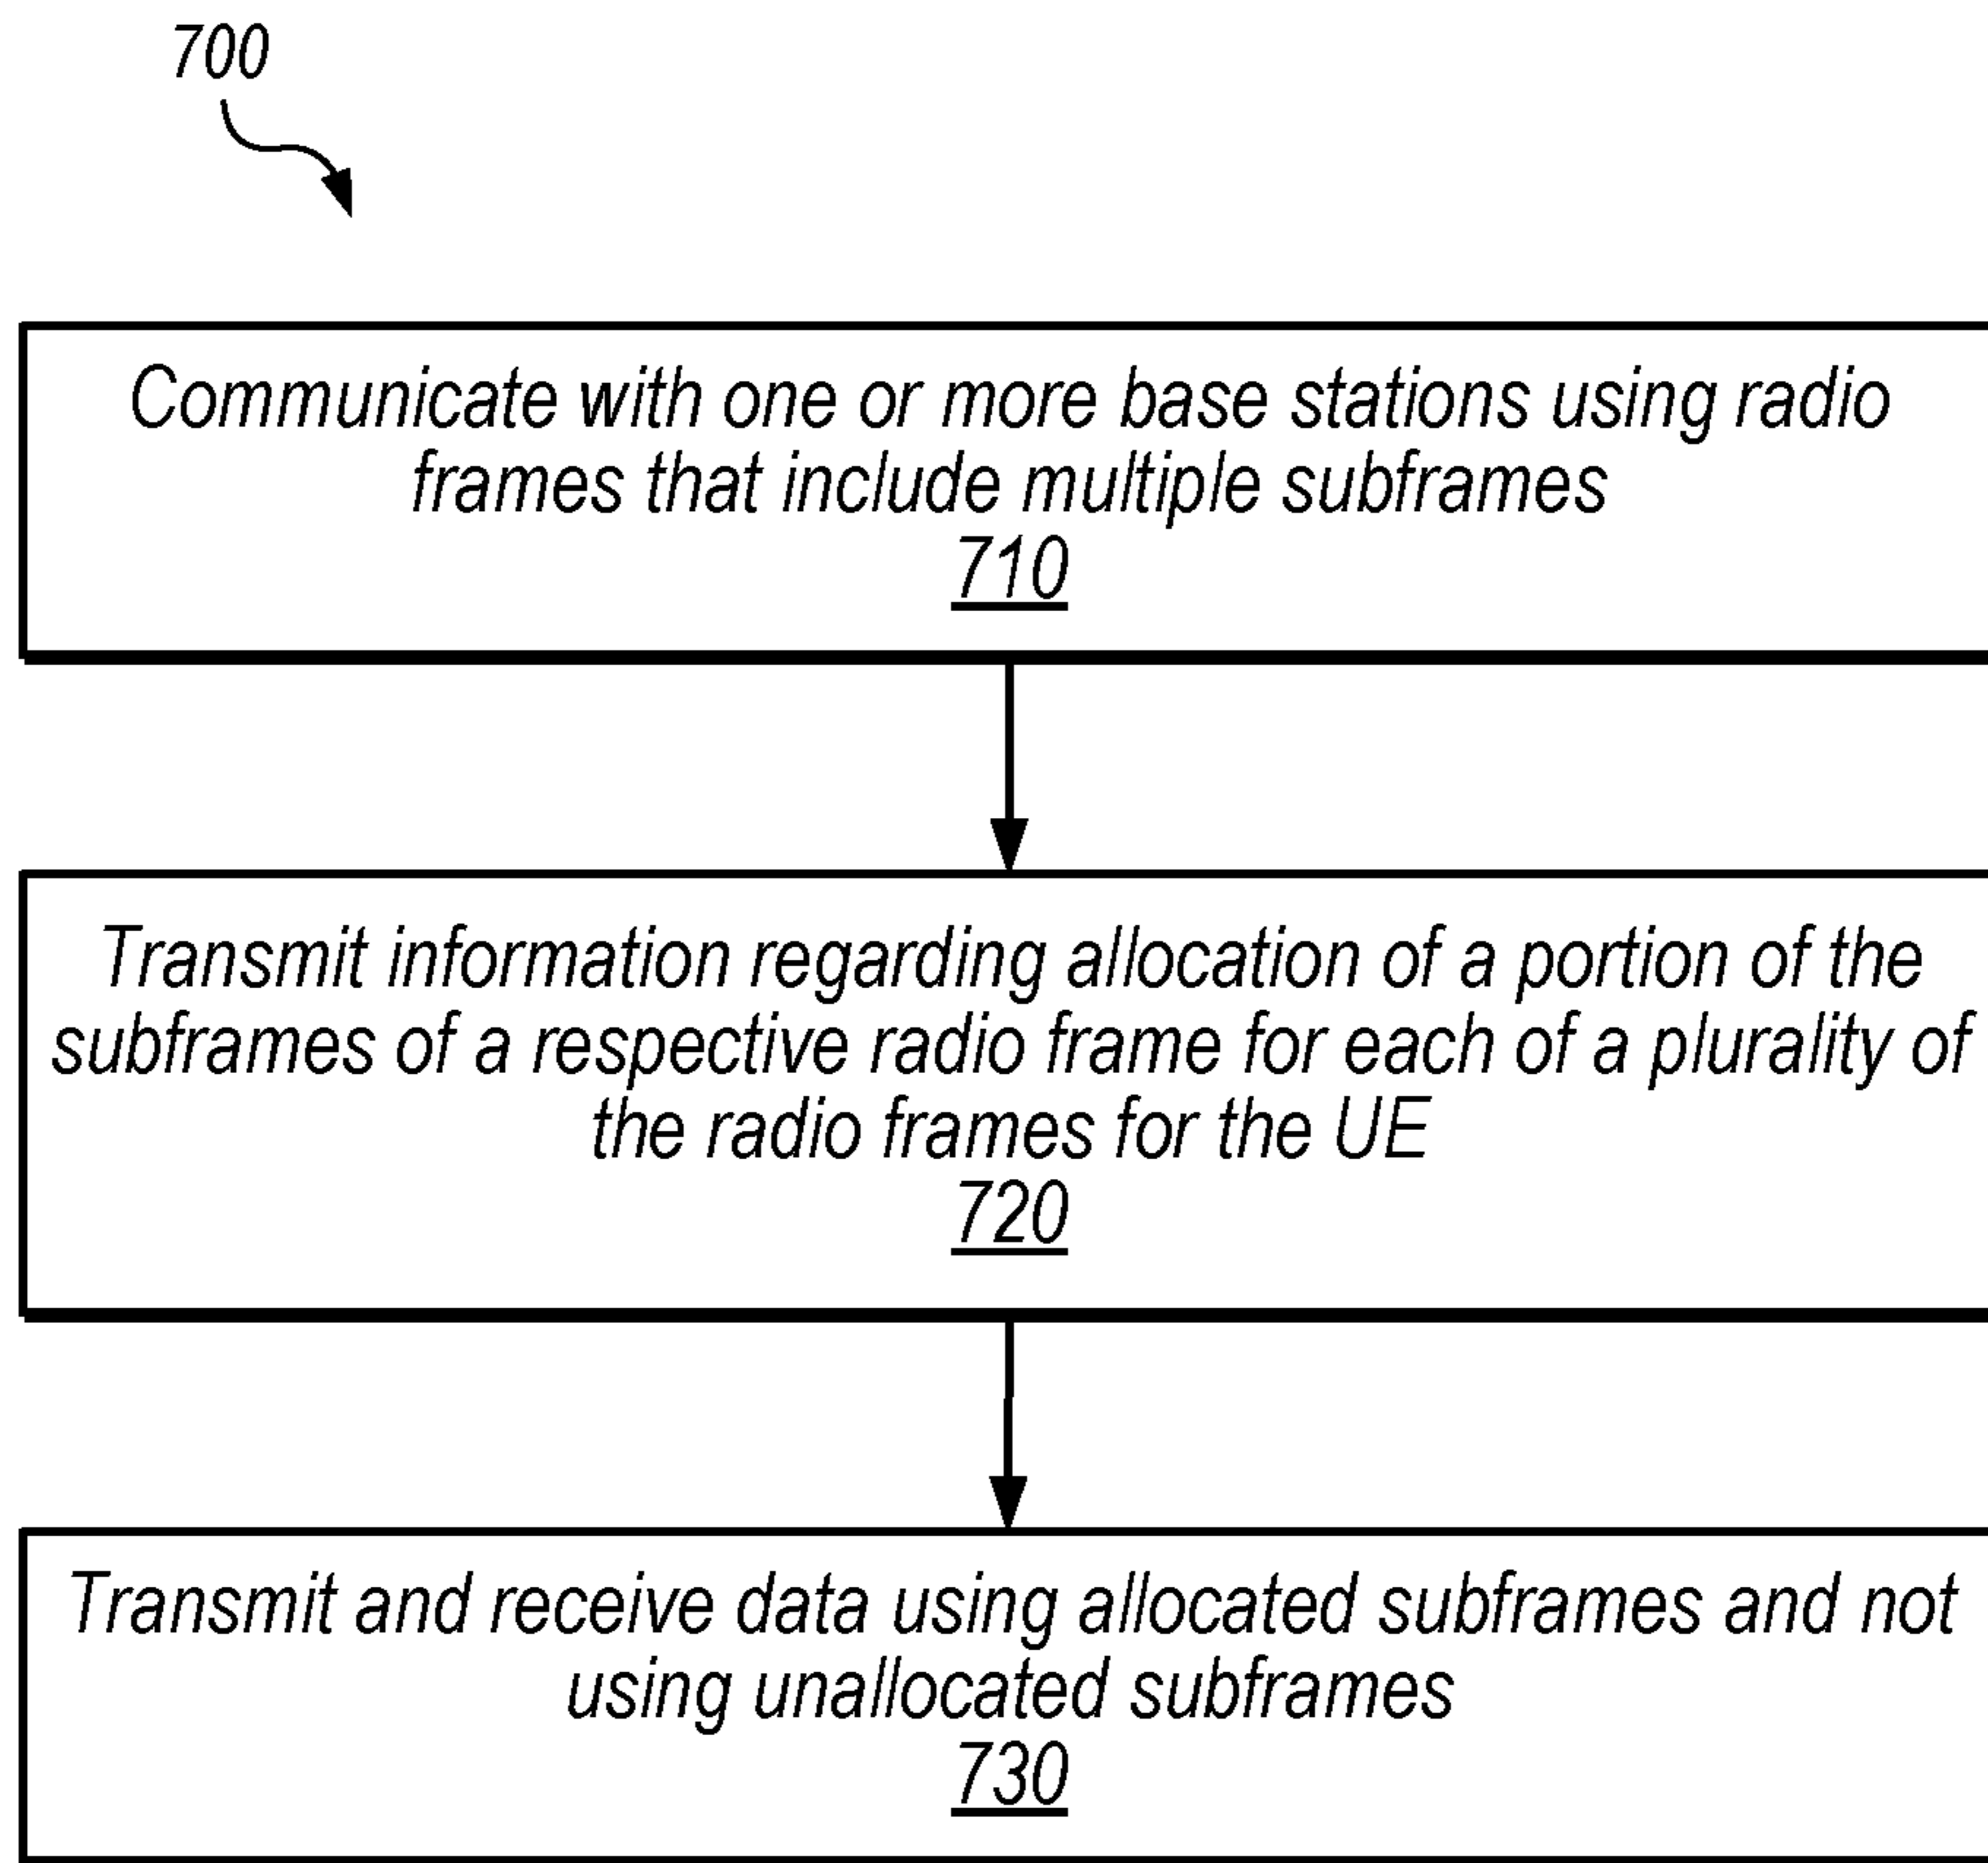 700
Communicate with one or more base stations using radio
frames that include multiple subframes
710
Transmit information regarding allocation of a portion of the
subframes of a respective radio frame for each of a plurality of
the radio frames for the UE
720
Transmit and receive data using allocated subframes and not
using unallocated subframes
730